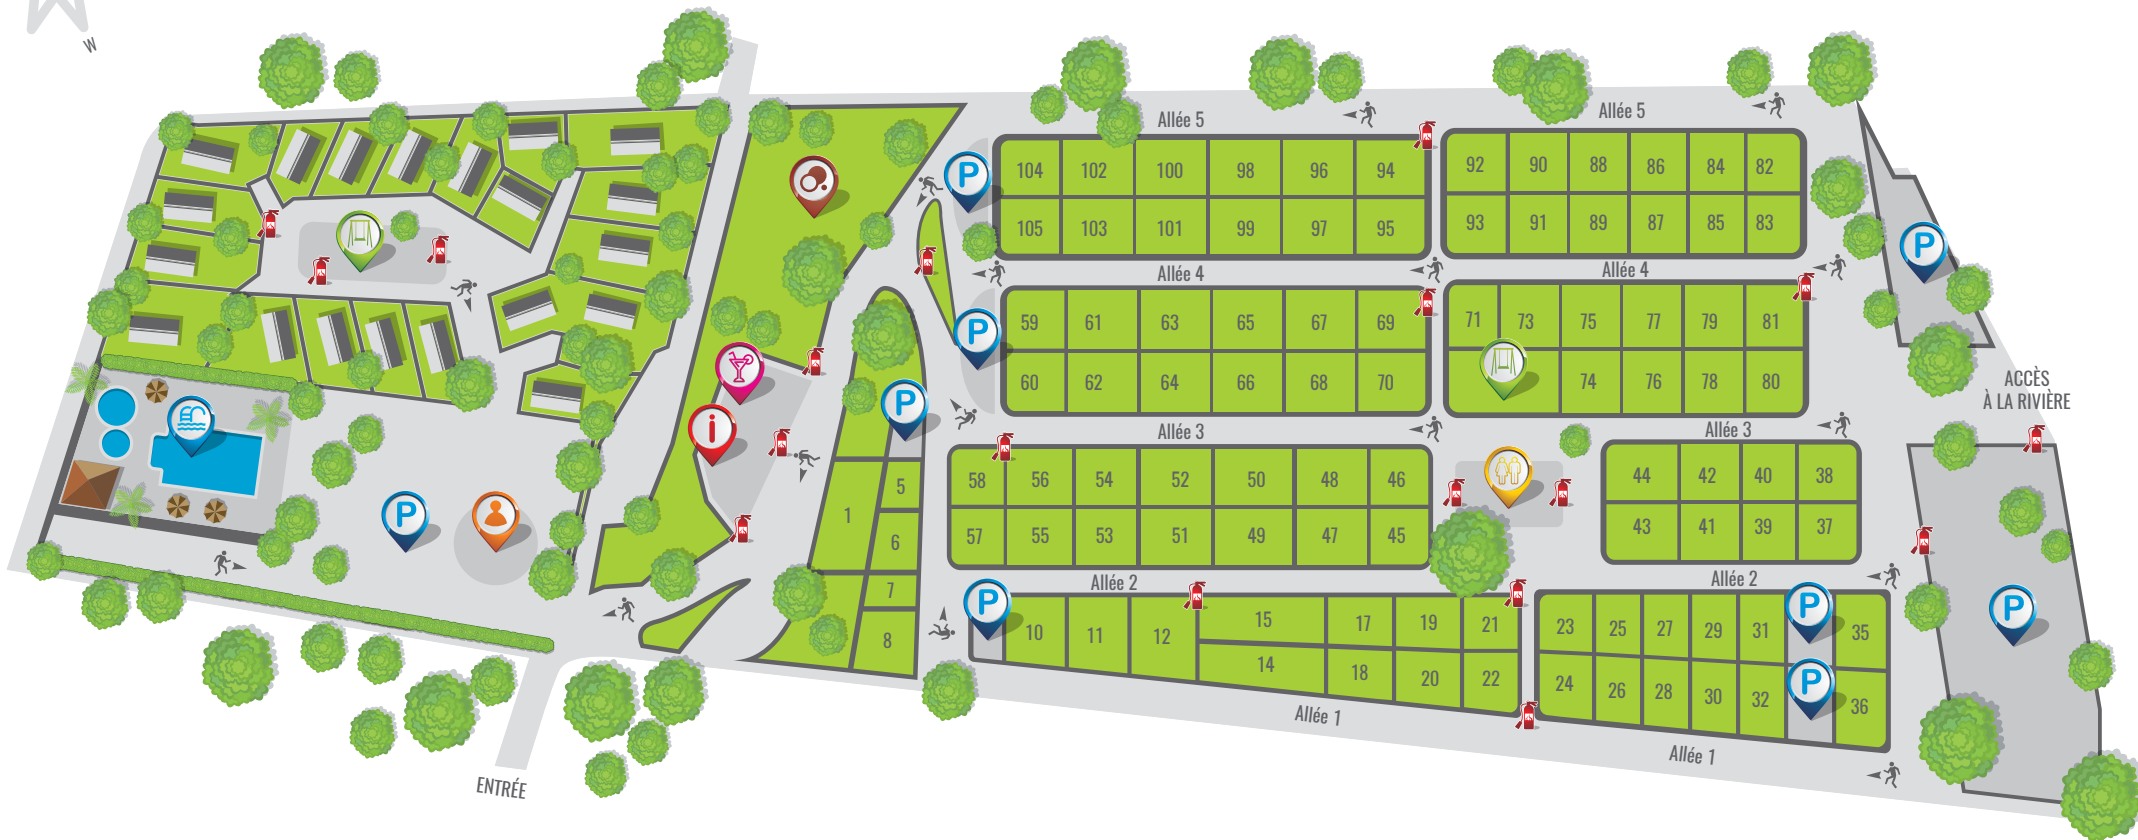 W
Allée 5
Allée 5
104 102 100 98 96 94
92 90 88 86 84 82
105 103 101 99 97 95
93 91 89 87 85 83
P
P
Allée 4
Allée 4
59 61 63 65 67 69
71 73 75 77 79 81
P
60 62 64 66 68 70
74 76 78 80
ACCÈS
À LA RIVIÈRE
P
i
Allée 3
Allée 3
58 56 54 52 50 48 46
44 42 40 38
5
1
P
57 55 53 51 49 47 45
43 41 39 37
6
Allée 2
Allée 2
7
P
10 11 12 15 17 19 21
23 25 27 29 31 P 35
P
8
14 18 20 22
24 26 28 30 32 P 36
Allée 1
Allée 1
ENTRÉE